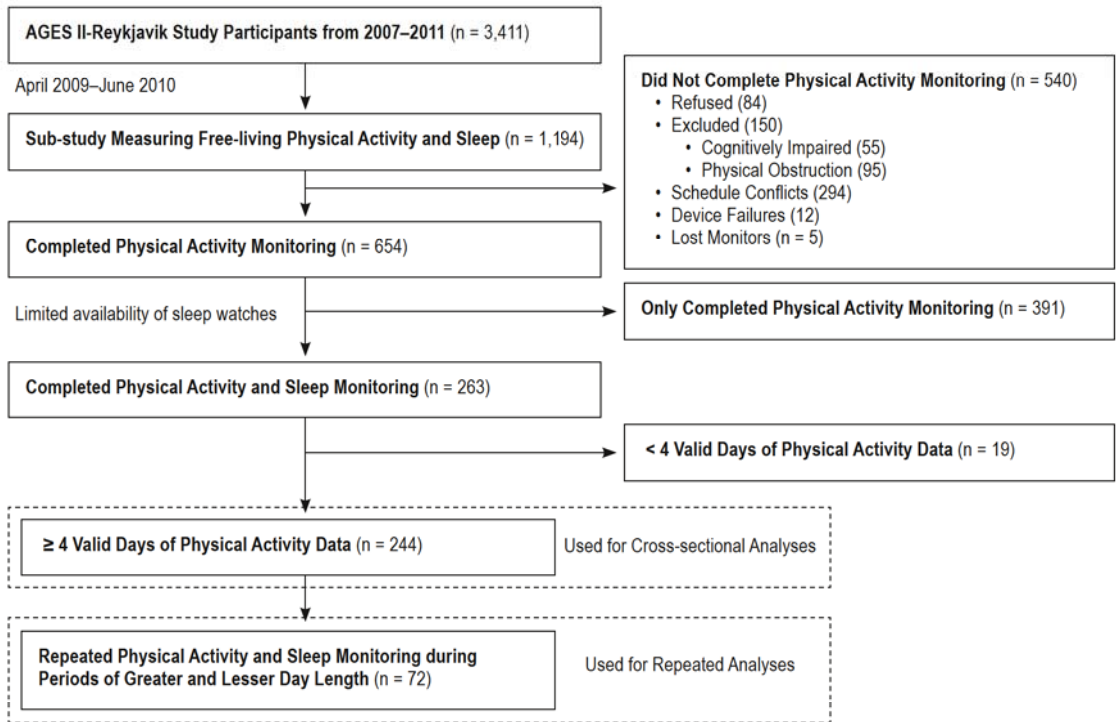 AGES II-Reykjavik Study Participants from 2007–2011 (n = 3,411)
April 2009–June 2010
Sub-study Measuring Free-living Physical Activity and Sleep (n = 1,194)
Did Not Complete Physical Activity Monitoring (n = 540)
• Refused (84)
• Excluded (150)
• Cognitively Impaired (55)
• Physical Obstruction (95)
• Schedule Conflicts (294)
• Device Failures (12)
• Lost Monitors (n = 5)
Completed Physical Activity Monitoring (n = 654)
Limited availability of sleep watches
Only Completed Physical Activity Monitoring (n = 391)
Completed Physical Activity and Sleep Monitoring (n = 263)
< 4 Valid Days of Physical Activity Data (n = 19)
≥ 4 Valid Days of Physical Activity Data (n = 244)
Used for Cross-sectional Analyses
Repeated Physical Activity and Sleep Monitoring during
Periods of Greater and Lesser Day Length (n = 72)
Used for Repeated Analyses